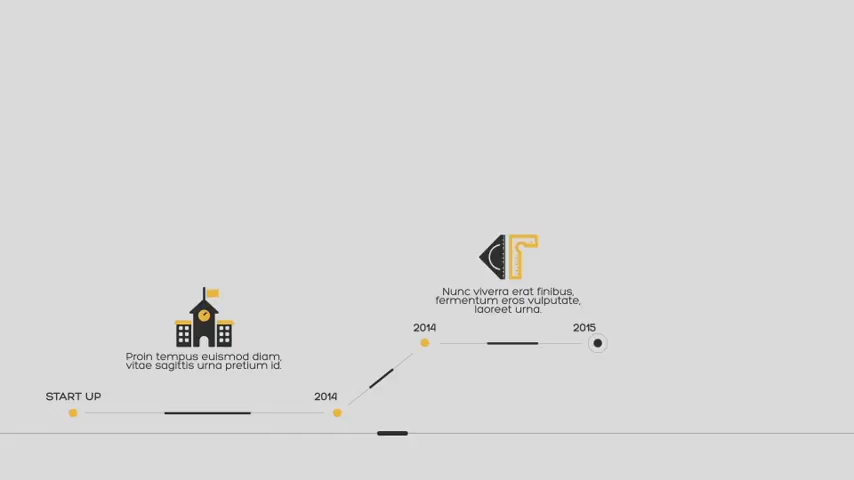 Nunc viverra erat finibus,
fermentum eros vulputate,
laoreet urna.
2014
2015
Proin tempus euismod diam,
vitae sagittis urna pretium id.
START UP
2014